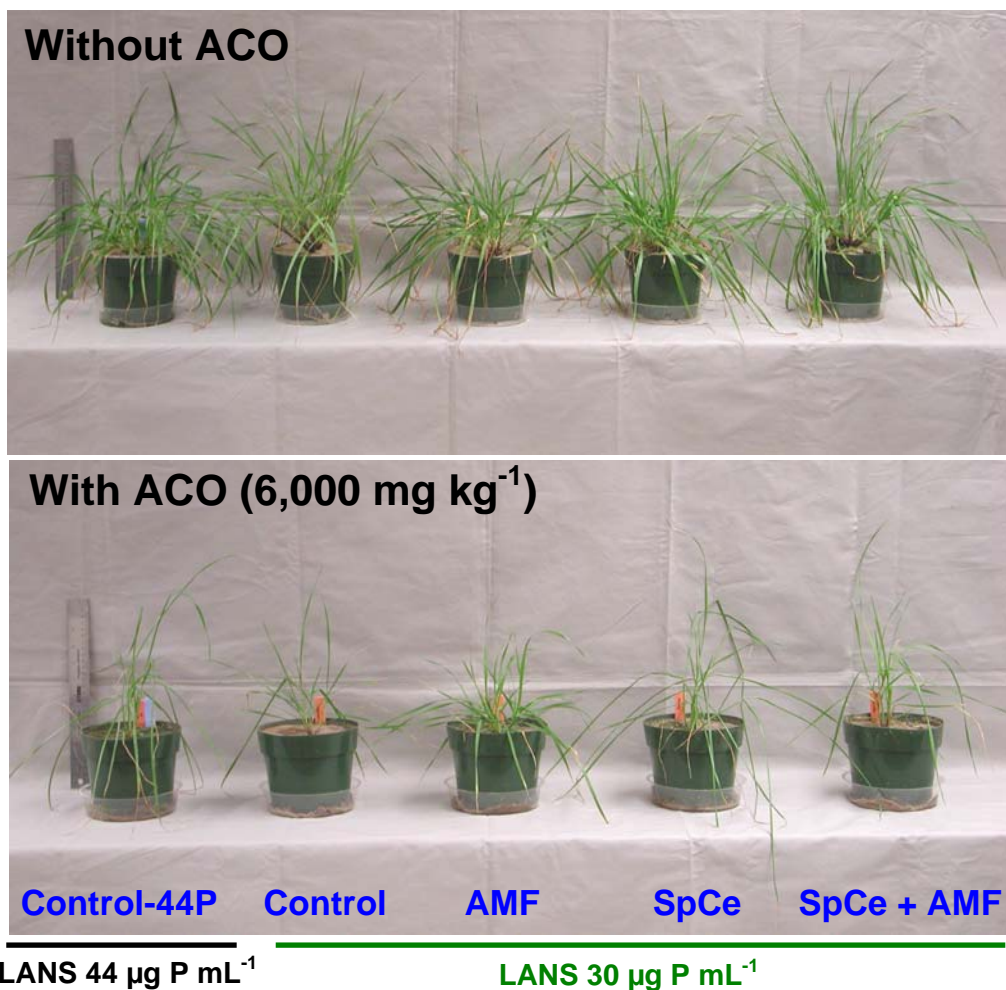 Without ACO
With ACO (6,000 mg kg⁻¹)
Control-44P Control AMF SpCe SpCe + AMF
LANS 44 µg P mL⁻¹ LANS 30 µg P mL⁻¹